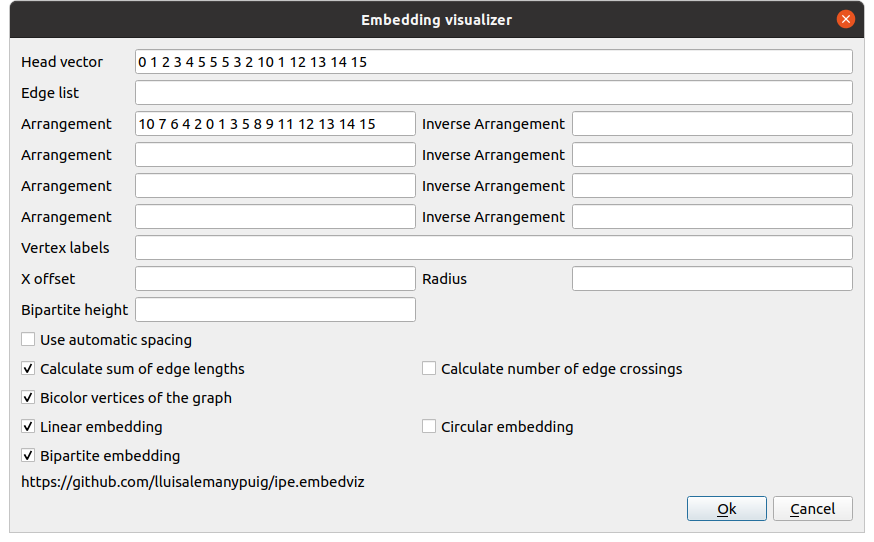 Embedding visualizer
Head vector 0 1 2 3 4 5 5 5 3 2 10 1 12 13 14 15
Edge list
Arrangement 10 7 6 4 2 0 1 3 5 8 9 11 12 13 14 15 Inverse Arrangement
Arrangement Inverse Arrangement
Arrangement Inverse Arrangement
Arrangement Inverse Arrangement
Vertex labels
X offset Radius
Bipartite height
Use automatic spacing
Calculate sum of edge lengths Calculate number of edge crossings
Bicolor vertices of the graph
Linear embedding Circular embedding
Bipartite embedding
https://github.com/lluisalemanypuig/ipe.embedviz
Ok Cancel